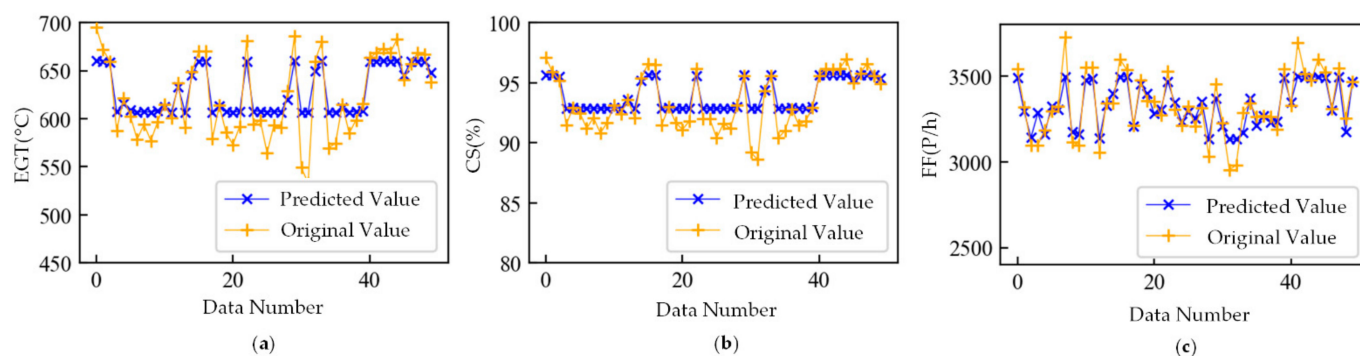 700
650
600
550
500
450
EGT(°C)
0
20
40
Data Number
Predicted Value
Original Value
(a)
100
95
90
85
80
CS(%)
0
20
40
Data Number
Predicted Value
Original Value
(b)
3500
3000
2500
FF(P/h)
0
20
40
Data Number
Predicted Value
Original Value
(c)